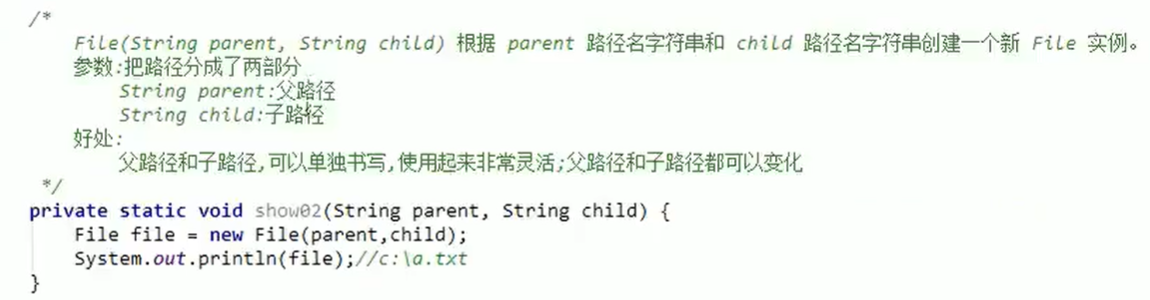 /*
File(String parent, String child) 根据 parent 路径名字符串和 child 路径名字符串创建一个新 File 实例。
参数:把路径分成了两部分
String parent:父路径
String child:子路径
好处:
父路径和子路径,可以单独书写,使用起来非常灵活;父路径和子路径都可以变化
*/
private static void show02(String parent, String child) {
File file = new File(parent,child);
System.out.println(file);//c:\a.txt
}